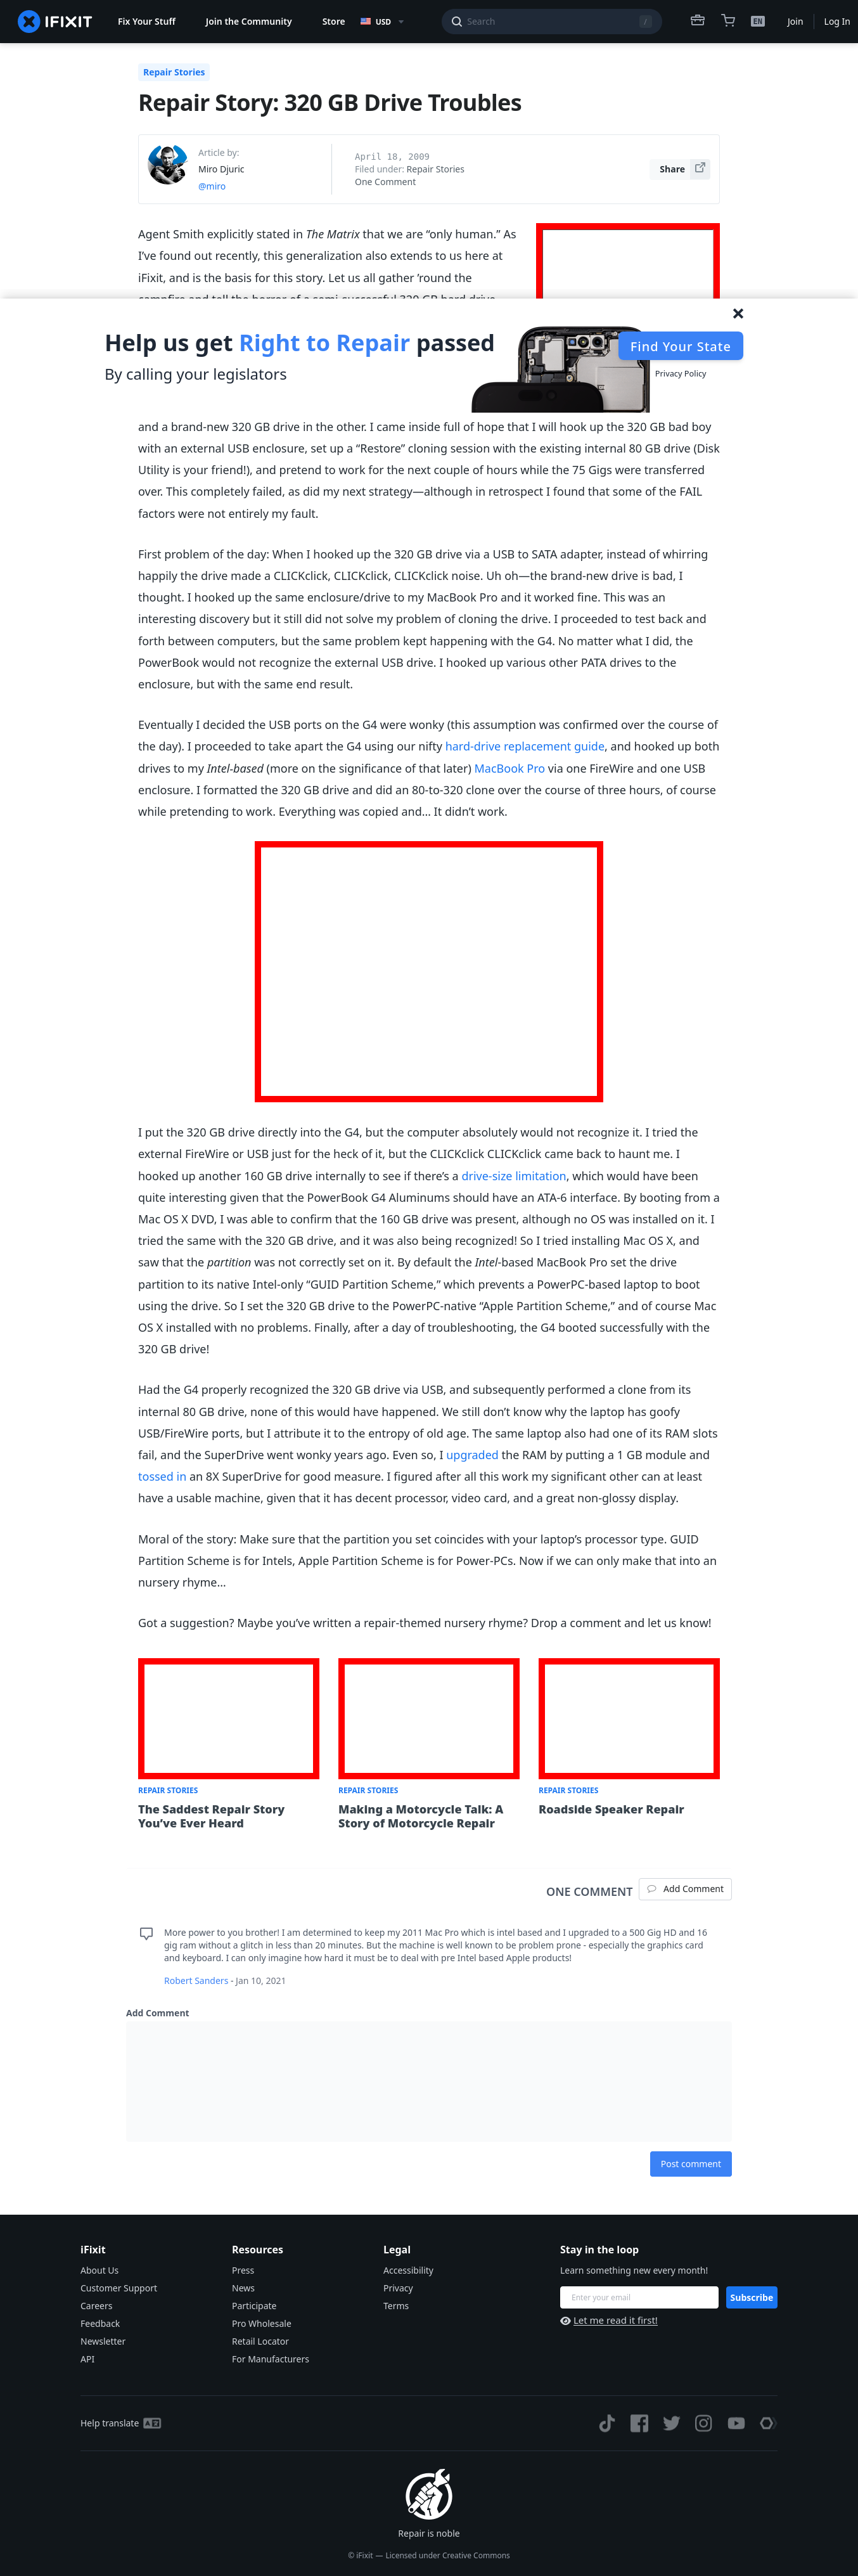 IFIXIT
Fix Your Stuff
Join the Community
Store
USD
Search
/
EN
Join
Log In
Repair Stories
Repair Story: 320 GB Drive Troubles
Article by:
Miro Djuric
@miro
April 18, 2009
Filed under: Repair Stories
One Comment
Share
Agent Smith explicitly stated in The Matrix that we are “only human.” As
I’ve found out recently, this generalization also extends to us here at
iFixit, and is the basis for this story. Let us all gather ’round the
campfire and tell the horror of a semi-successful 320 GB hard drive
Help us get Right to Repair passed
By calling your legislators
Find Your State
Privacy Policy
and a brand-new 320 GB drive in the other. I came inside full of hope that I will hook up the 320 GB bad boy
with an external USB enclosure, set up a “Restore” cloning session with the existing internal 80 GB drive (Disk
Utility is your friend!), and pretend to work for the next couple of hours while the 75 Gigs were transferred
over. This completely failed, as did my next strategy—although in retrospect I found that some of the FAIL
factors were not entirely my fault.
First problem of the day: When I hooked up the 320 GB drive via a USB to SATA adapter, instead of whirring
happily the drive made a CLICKclick, CLICKclick, CLICKclick noise. Uh oh—the brand-new drive is bad, I
thought. I hooked up the same enclosure/drive to my MacBook Pro and it worked fine. This was an
interesting discovery but it still did not solve my problem of cloning the drive. I proceeded to test back and
forth between computers, but the same problem kept happening with the G4. No matter what I did, the
PowerBook would not recognize the external USB drive. I hooked up various other PATA drives to the
enclosure, but with the same end result.
Eventually I decided the USB ports on the G4 were wonky (this assumption was confirmed over the course of
the day). I proceeded to take apart the G4 using our nifty hard-drive replacement guide, and hooked up both
drives to my Intel-based (more on the significance of that later) MacBook Pro via one FireWire and one USB
enclosure. I formatted the 320 GB drive and did an 80-to-320 clone over the course of three hours, of course
while pretending to work. Everything was copied and… It didn’t work.
I put the 320 GB drive directly into the G4, but the computer absolutely would not recognize it. I tried the
external FireWire or USB just for the heck of it, but the CLICKclick CLICKclick came back to haunt me. I
hooked up another 160 GB drive internally to see if there’s a drive-size limitation, which would have been
quite interesting given that the PowerBook G4 Aluminums should have an ATA-6 interface. By booting from a
Mac OS X DVD, I was able to confirm that the 160 GB drive was present, although no OS was installed on it. I
tried the same with the 320 GB drive, and it was also being recognized! So I tried installing Mac OS X, and
saw that the partition was not correctly set on it. By default the Intel-based MacBook Pro set the drive
partition to its native Intel-only “GUID Partition Scheme,” which prevents a PowerPC-based laptop to boot
using the drive. So I set the 320 GB drive to the PowerPC-native “Apple Partition Scheme,” and of course Mac
OS X installed with no problems. Finally, after a day of troubleshooting, the G4 booted successfully with the
320 GB drive!
Had the G4 properly recognized the 320 GB drive via USB, and subsequently performed a clone from its
internal 80 GB drive, none of this would have happened. We still don’t know why the laptop has goofy
USB/FireWire ports, but I attribute it to the entropy of old age. The same laptop also had one of its RAM slots
fail, and the SuperDrive went wonky years ago. Even so, I upgraded the RAM by putting a 1 GB module and
tossed in an 8X SuperDrive for good measure. I figured after all this work my significant other can at least
have a usable machine, given that it has decent processor, video card, and a great non-glossy display.
Moral of the story: Make sure that the partition you set coincides with your laptop’s processor type. GUID
Partition Scheme is for Intels, Apple Partition Scheme is for Power-PCs. Now if we can only make that into an
nursery rhyme…
Got a suggestion? Maybe you’ve written a repair-themed nursery rhyme? Drop a comment and let us know!
REPAIR STORIES
The Saddest Repair Story
You’ve Ever Heard
REPAIR STORIES
Making a Motorcycle Talk: A
Story of Motorcycle Repair
REPAIR STORIES
Roadside Speaker Repair
ONE COMMENT
Add Comment
More power to you brother! I am determined to keep my 2011 Mac Pro which is intel based and I upgraded to a 500 Gig HD and 16
gig ram without a glitch in less than 20 minutes. But the machine is well known to be problem prone - especially the graphics card
and keyboard. I can only imagine how hard it must be to deal with pre Intel based Apple products!
Robert Sanders - Jan 10, 2021
Add Comment
Post comment
iFixit
About Us
Customer Support
Careers
Feedback
Newsletter
API
Resources
Press
News
Participate
Pro Wholesale
Retail Locator
For Manufacturers
Legal
Accessibility
Privacy
Terms
Stay in the loop
Learn something new every month!
Enter your email
Subscribe
Let me read it first!
Help translate
Repair is noble
© iFixit — Licensed under Creative Commons